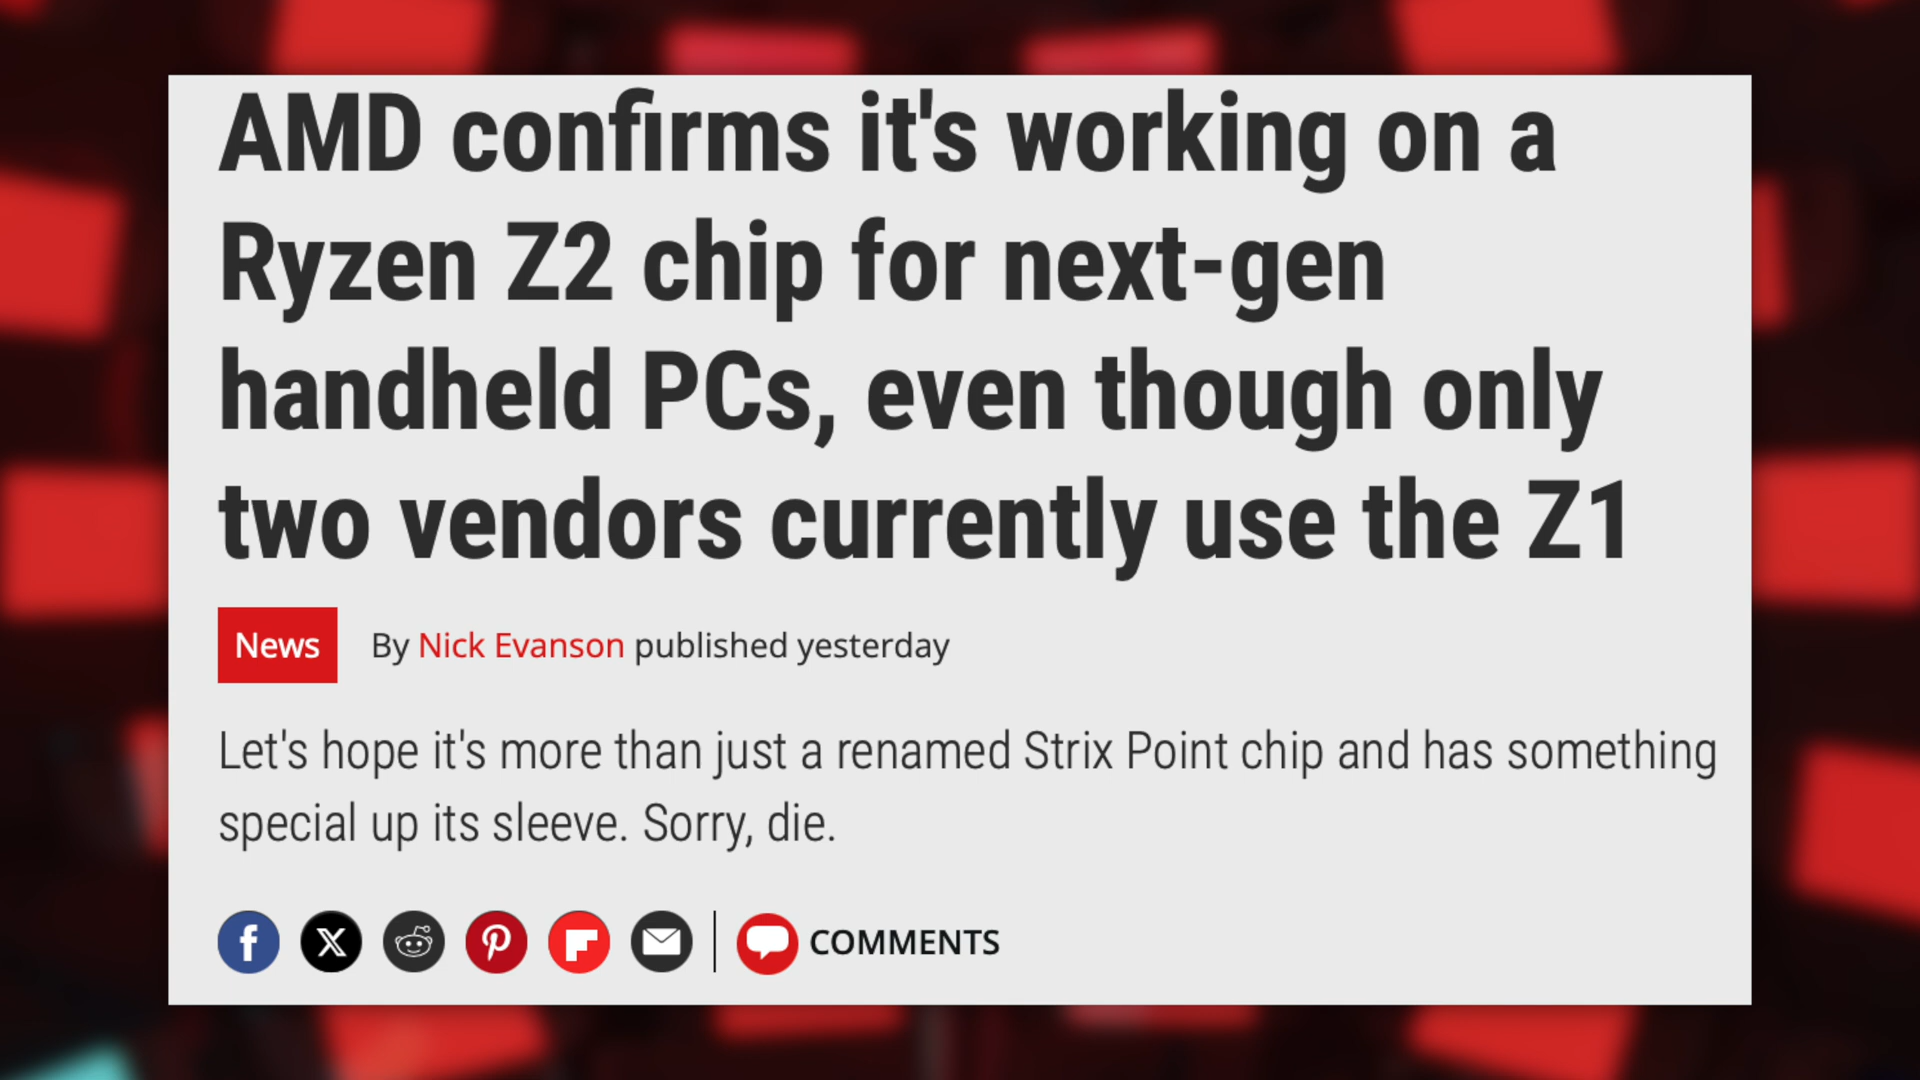 AMD confirms it's working on a
Ryzen Z2 chip for next-gen
handheld PCs, even though only
two vendors currently use the Z1
News By Nick Evanson published yesterday
Let's hope it's more than just a renamed Strix Point chip and has something
special up its sleeve. Sorry, die.
COMMENTS